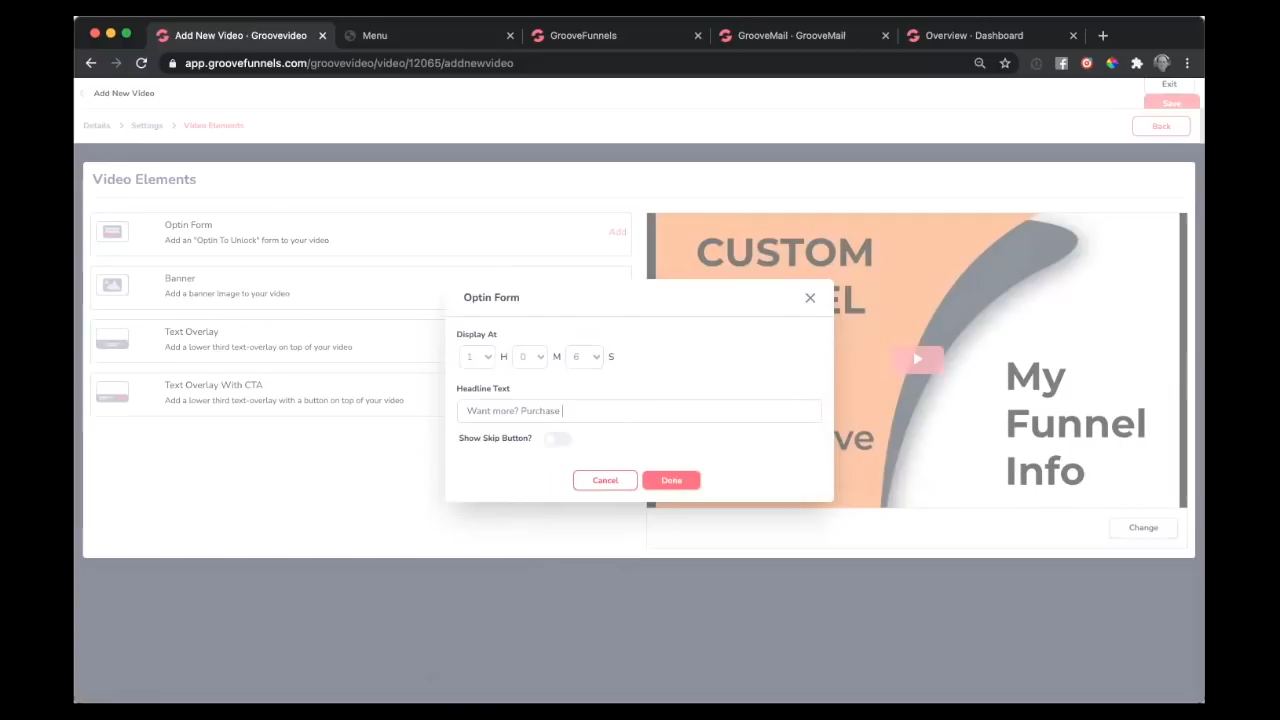 Add New Video · Groovevideo
Menu
GrooveFunnels
GrooveMail · GrooveMail
Overview · Dashboard
app.groovefunnels.com/groovevideo/video/12065/addnewvideo
Add New Video
Exit
Save
Details > Settings > Video Elements
Back
Video Elements
Optin Form
Add an "Optin To Unlock" form to your video
Add
Banner
Add a banner image to your video
Text Overlay
Add a lower third text-overlay on top of your video
Text Overlay With CTA
Add a lower third text-overlay with a button on top of your video
Optin Form
Display At
1 H 0 M 6 S
Headline Text
Want more? Purchase
Show Skip Button?
Cancel
Done
CUSTOM
EL
ve
My
Funnel
Info
Change